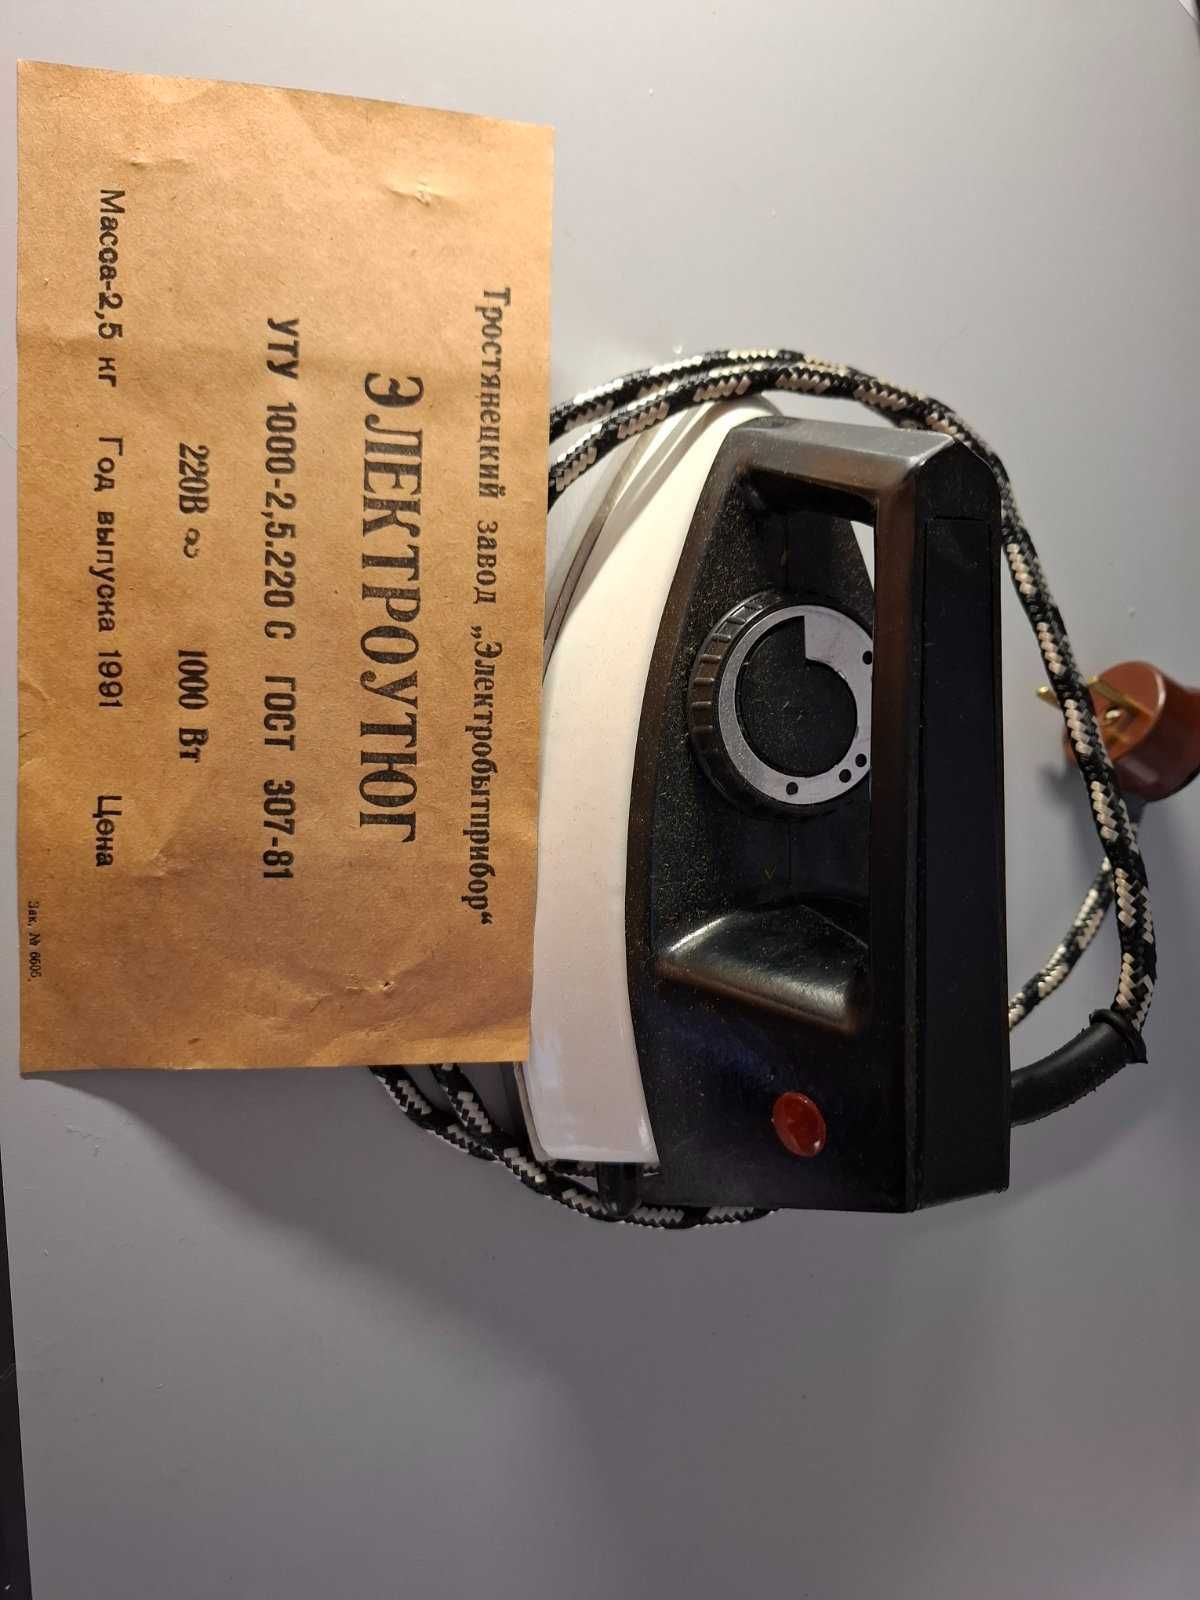 Тростянецкий завод „Электробытприбор“
ЭЛЕКТРОУТЮГ
УТУ 1000-2,5.220 С ГОСТ 307-81
220В ∾ 1000 Вт
Масса-2,5 кг Год выпуска 1991 Цена
Зак. № 6605.